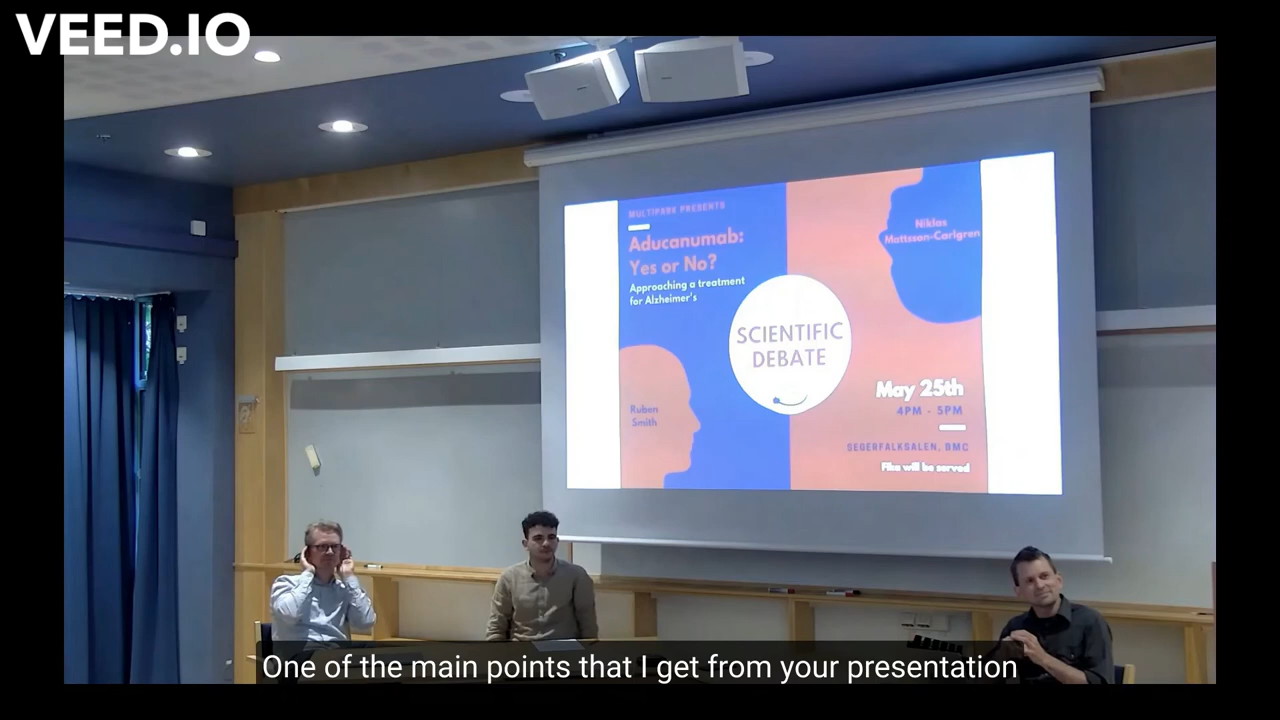 VEED.IO
MULTIPARK PRESENTS
Aducanumab:
Yes or No?
Approaching a treatment
for Alzheimer's
Niklas
Mattsson-Carlgren
SCIENTIFIC
DEBATE
Ruben
Smith
May 25th
4PM - 5PM
SEGERFALKSALEN, BMC
Fika will be served
One of the main points that I get from your presentation